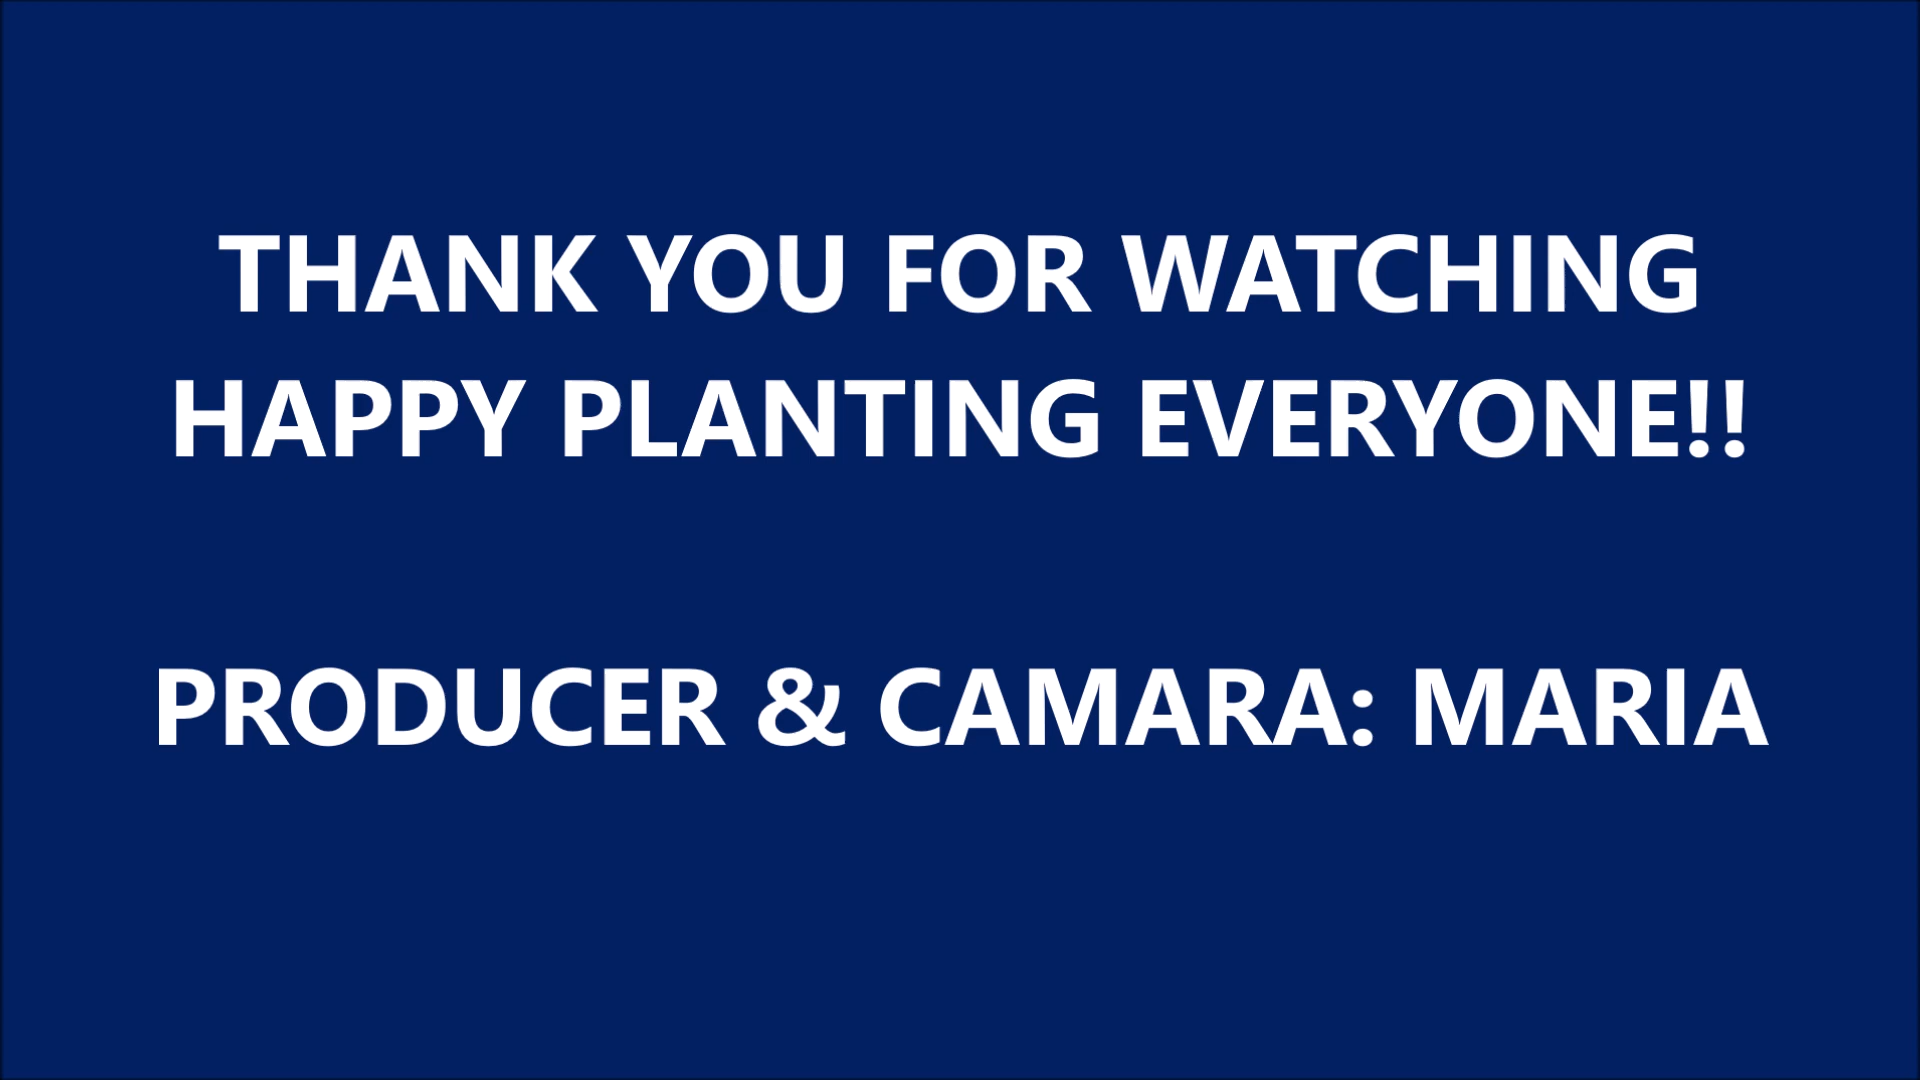 THANK YOU FOR WATCHING
HAPPY PLANTING EVERYONE!!
PRODUCER & CAMARA: MARIA